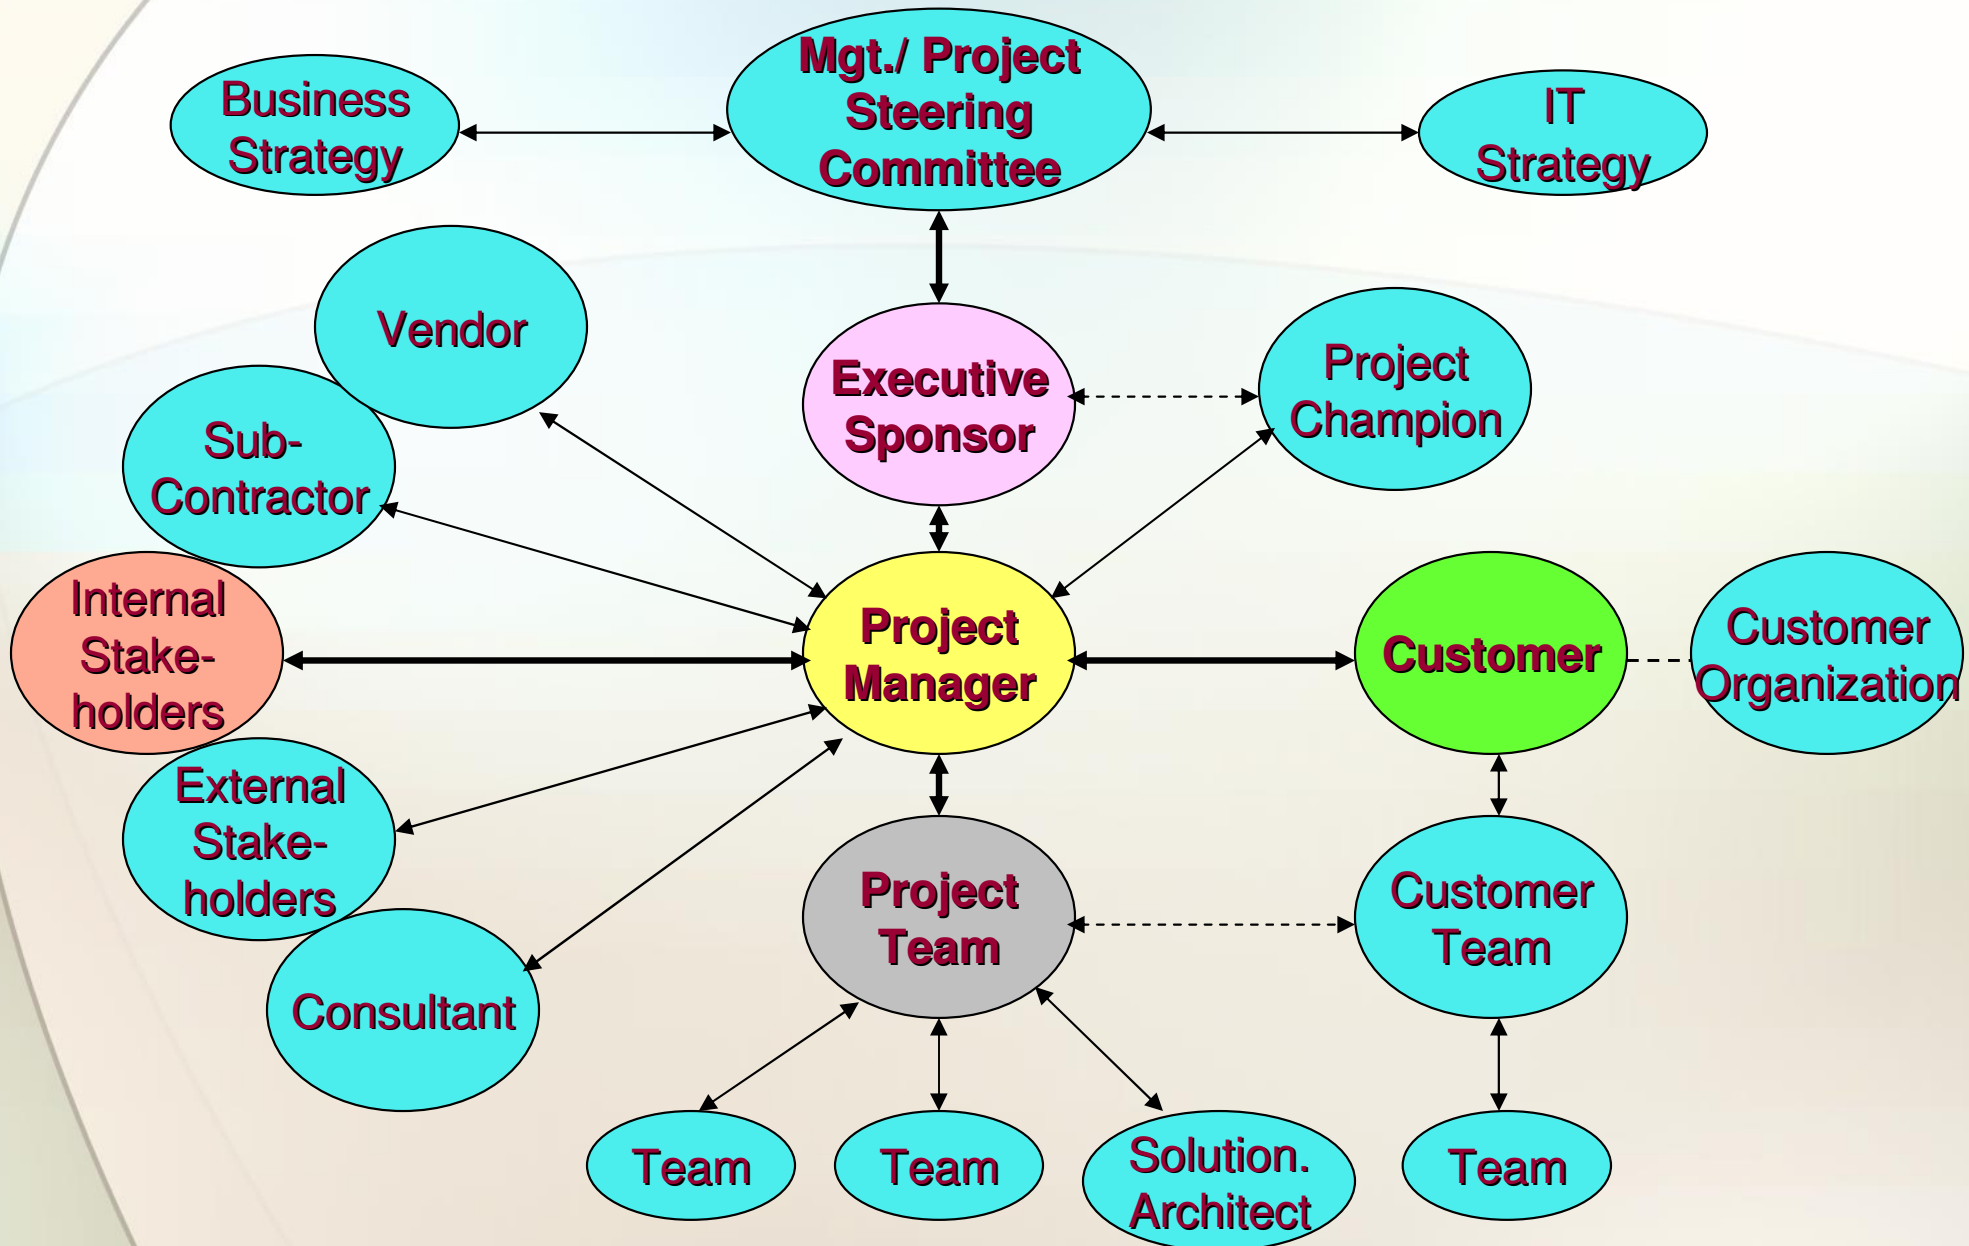 Business
Strategy
Mgt./ Project
Steering
Committee
IT
Strategy
Vendor
Executive
Sponsor
Project
Champion
Sub-
Contractor
Internal
Stake-
holders
Project
Manager
Customer
Customer
Organization
External
Stake-
holders
Project
Team
Customer
Team
Consultant
Team
Team
Solution.
Architect
Team